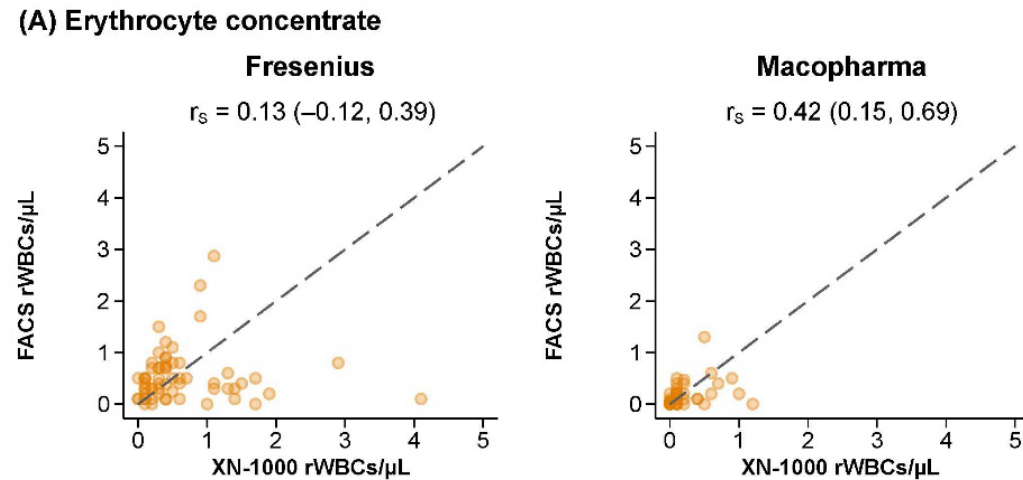 (A) Erythrocyte concentrate
Fresenius
rS = 0.13 (–0.12, 0.39)
5
4
3
2
1
0
FACS rWBCs/µL
0 1 2 3 4 5
XN-1000 rWBCs/µL
Macopharma
rS = 0.42 (0.15, 0.69)
5
4
3
2
1
0
FACS rWBCs/µL
0 1 2 3 4 5
XN-1000 rWBCs/µL